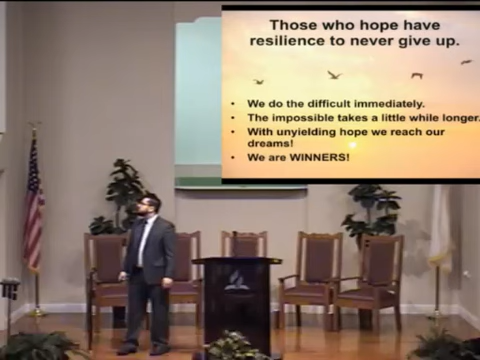 Those who hope have
resilience to never give up.
• We do the difficult immediately.
• The impossible takes a little while longer.
• With unyielding hope we reach our
dreams!
• We are WINNERS!